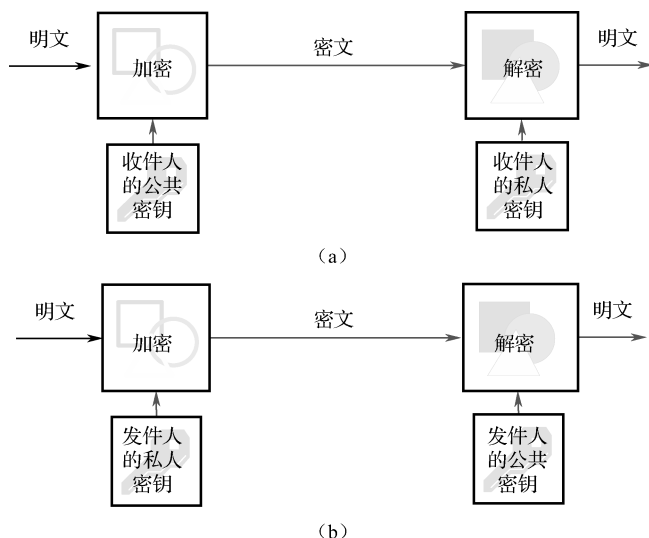 明文
加密
密文
解密
明文
收件人
的公共
密钥
收件人
的私人
密钥
（a）
明文
加密
密文
解密
明文
发件人
的私人
密钥
发件人
的公共
密钥
（b）